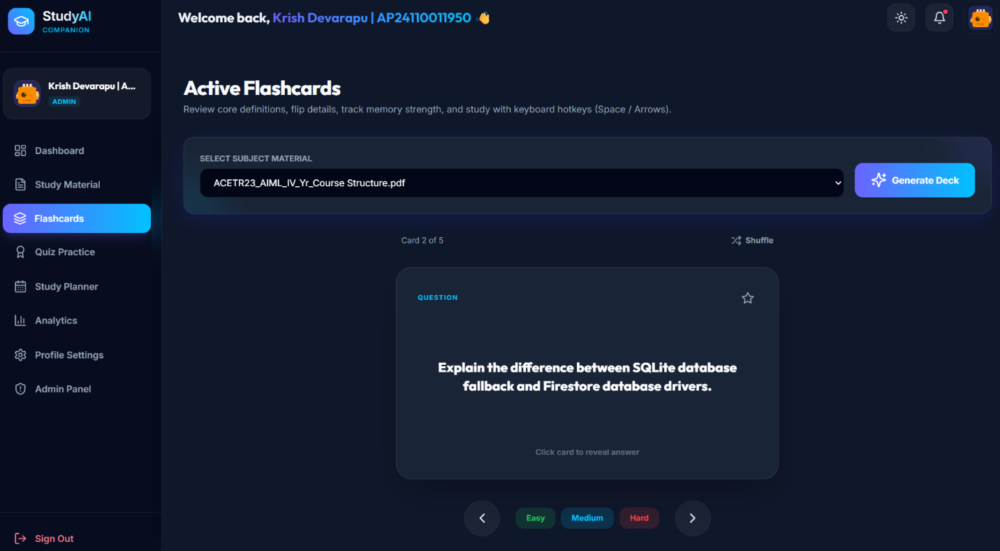 StudyAI
COMPANION
Welcome back, Krish Devarapu | AP24110011950 👋
Krish Devarapu | A...
ADMIN
Dashboard
Study Material
Flashcards
Quiz Practice
Study Planner
Analytics
Profile Settings
Admin Panel
Sign Out
Active Flashcards
Review core definitions, flip details, track memory strength, and study with keyboard hotkeys (Space / Arrows).
SELECT SUBJECT MATERIAL
ACETR23_AIML_IV_Yr_Course Structure.pdf
Generate Deck
Card 2 of 5
Shuffle
QUESTION
Explain the difference between SQLite database
fallback and Firestore database drivers.
Click card to reveal answer
Easy
Medium
Hard